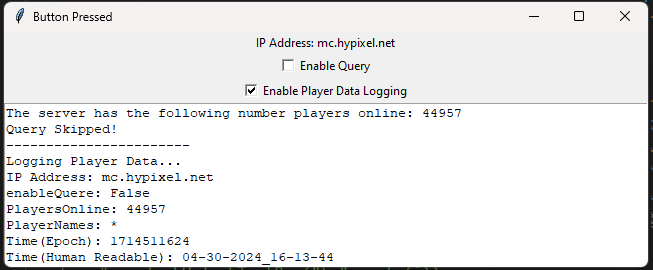 Button Pressed
IP Address: mc.hypixel.net
Enable Query
Enable Player Data Logging
The server has the following number players online: 44957
Query Skipped!
-----------------------
Logging Player Data...
IP Address: mc.hypixel.net
enableQuere: False
PlayersOnline: 44957
PlayerNames: *
Time(Epoch): 1714511624
Time(Human Readable): 04-30-2024_16-13-44